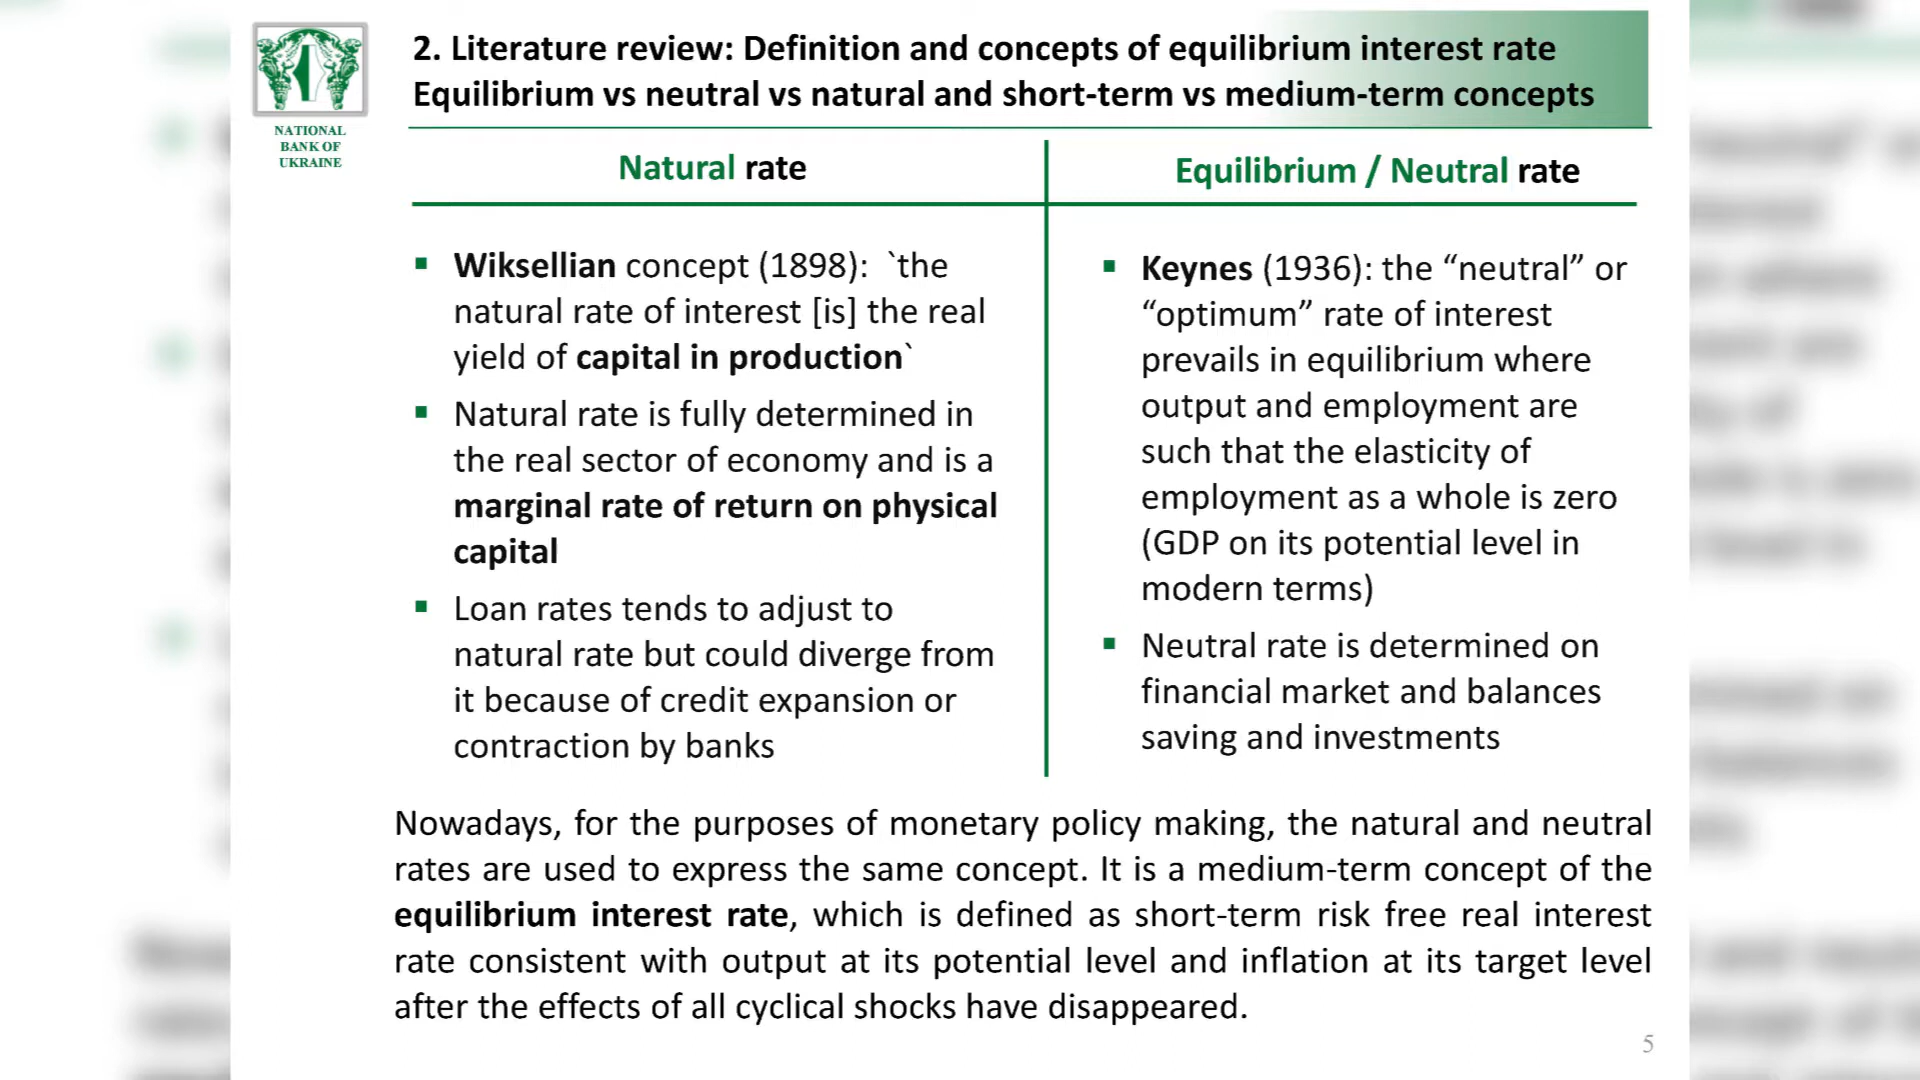 NATIONAL
BANK OF
UKRAINE
2. Literature review: Definition and concepts of equilibrium interest rate
Equilibrium vs neutral vs natural and short-term vs medium-term concepts
Natural rate
▪ Wiksellian concept (1898): `the
natural rate of interest [is] the real
yield of capital in production`
▪ Natural rate is fully determined in
the real sector of economy and is a
marginal rate of return on physical
capital
▪ Loan rates tends to adjust to
natural rate but could diverge from
it because of credit expansion or
contraction by banks
Equilibrium / Neutral rate
▪ Keynes (1936): the “neutral” or
“optimum” rate of interest
prevails in equilibrium where
output and employment are
such that the elasticity of
employment as a whole is zero
(GDP on its potential level in
modern terms)
▪ Neutral rate is determined on
financial market and balances
saving and investments
Nowadays, for the purposes of monetary policy making, the natural and neutral
rates are used to express the same concept. It is a medium-term concept of the
equilibrium interest rate, which is defined as short-term risk free real interest
rate consistent with output at its potential level and inflation at its target level
after the effects of all cyclical shocks have disappeared.
5